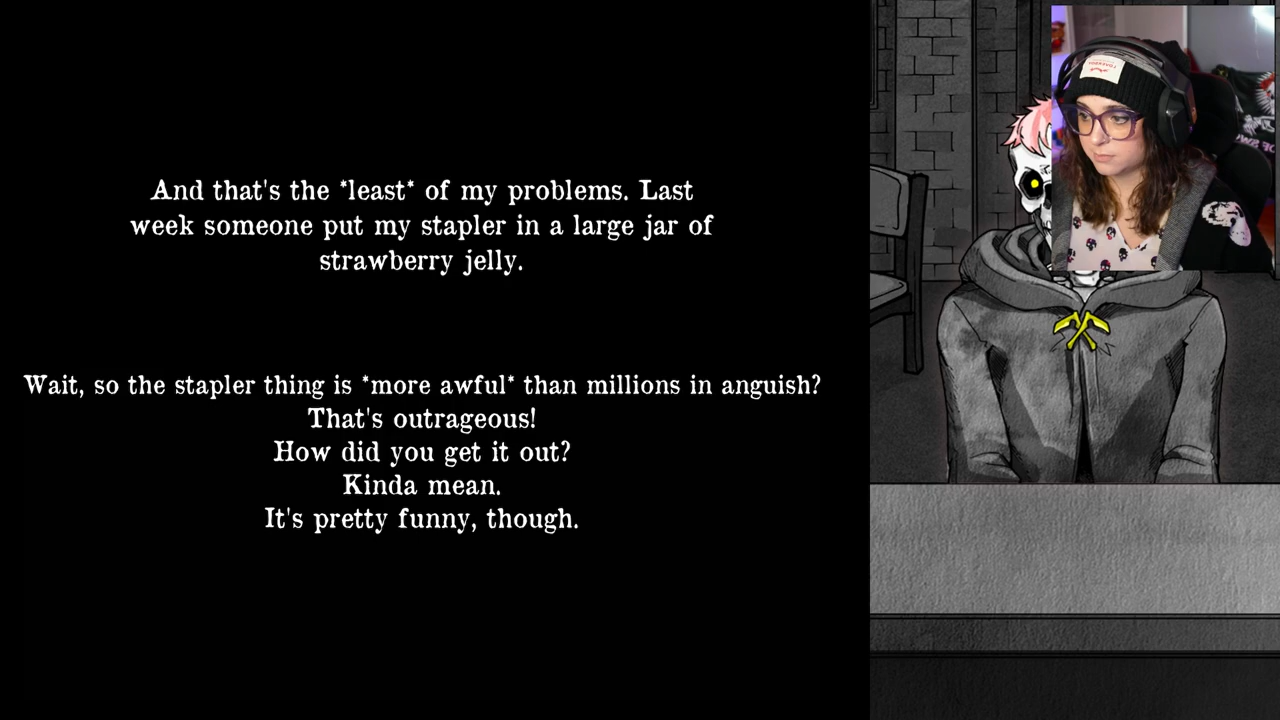 And that's the *least* of my problems. Last
week someone put my stapler in a large jar of
strawberry jelly.
Wait, so the stapler thing is *more awful* than millions in anguish?
That's outrageous!
How did you get it out?
Kinda mean.
It's pretty funny, though.